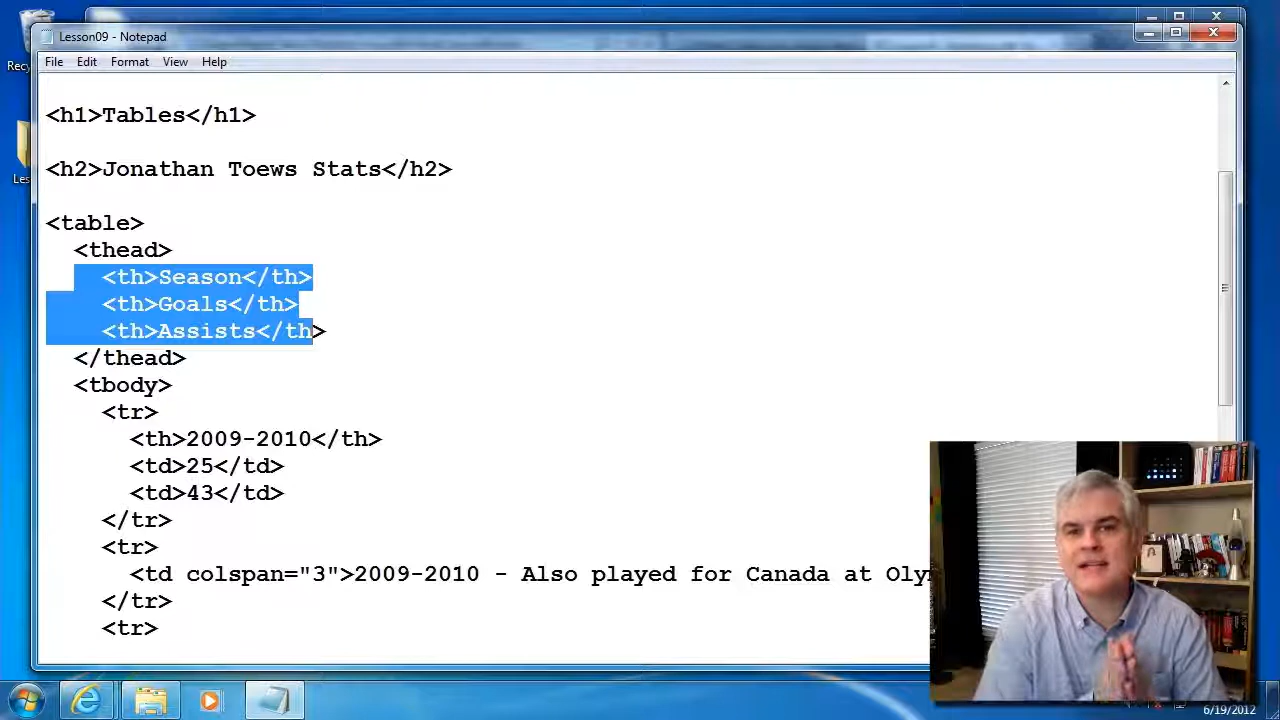 Lesson09 - Notepad
Recy
File Edit Format View Help
<h1>Tables</h1>
<h2>Jonathan Toews Stats</h2>
Les
<table>
<thead>
<th>Season</th>
<th>Goals</th>
<th>Assists</th>
</thead>
<tbody>
<tr>
<th>2009-2010</th>
<td>25</td>
<td>43</td>
</tr>
<tr>
<td colspan="3">2009-2010 - Also played for Canada at Oly
</tr>
<tr>
6/19/2012